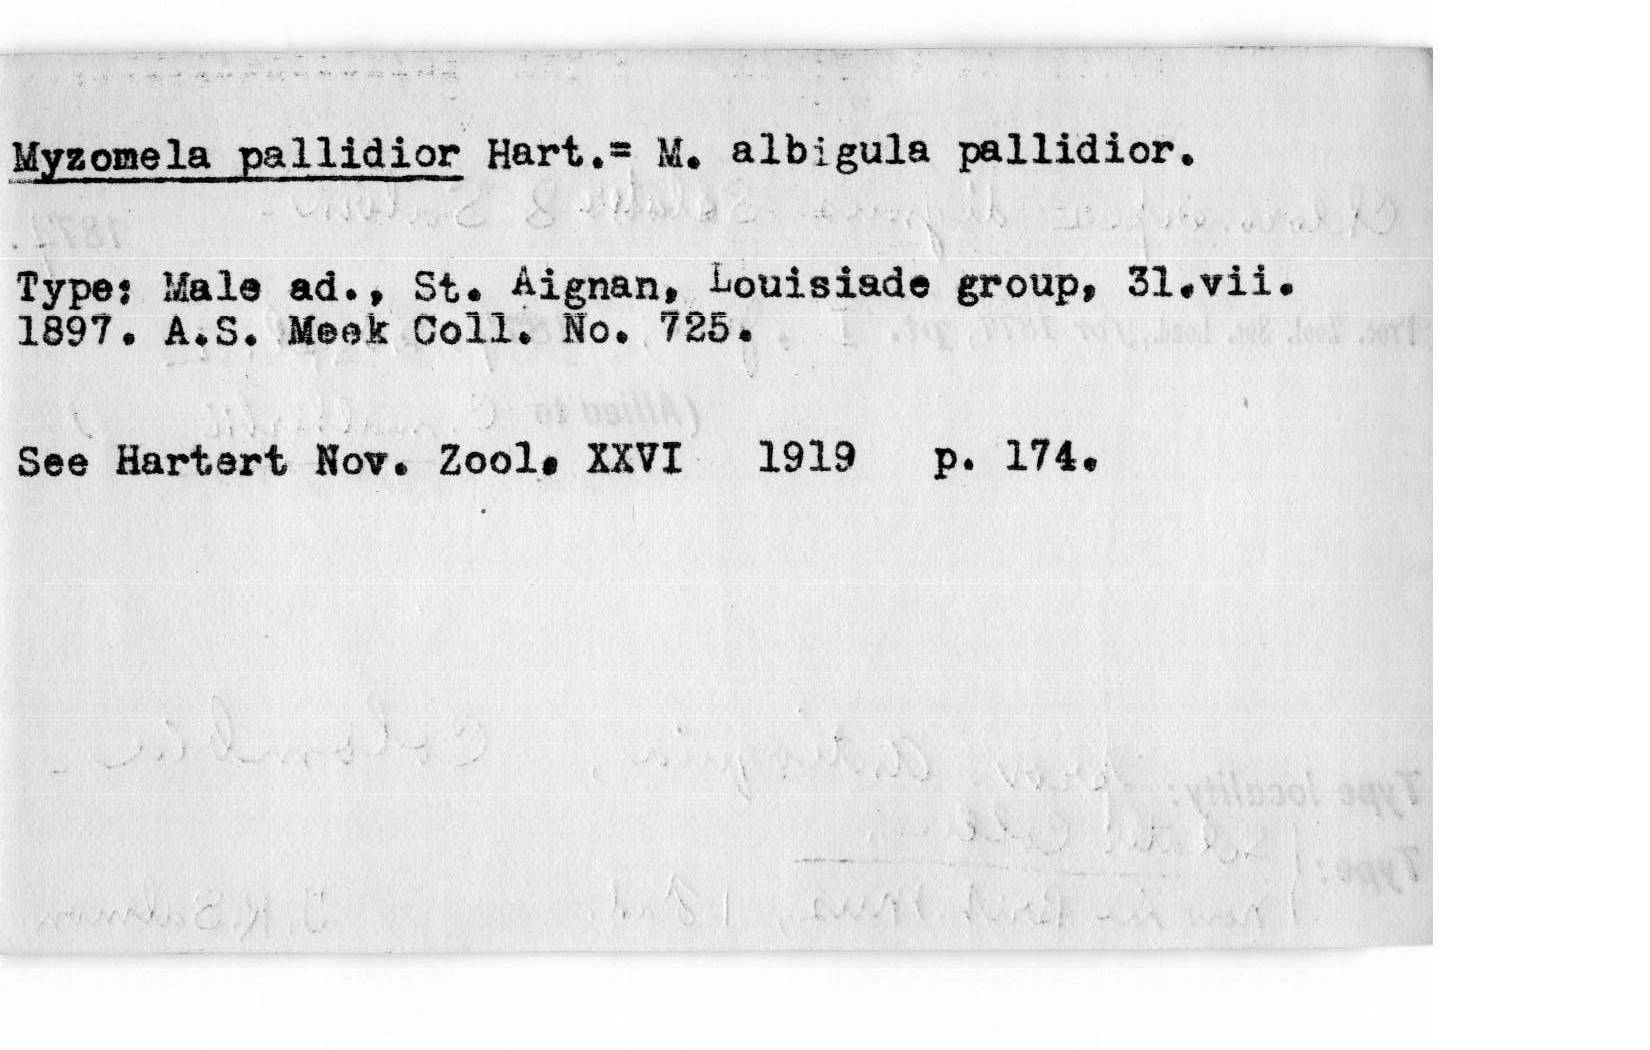 Myzomela pallidior Hart.= M. albigula pallidior.
Type: Male ad., St. Aignan, Louisiade group, 31.vii.
1897. A.S. Meek Coll. No. 725.
See Hartert Nov. Zool. XXVI 1919 p. 174.